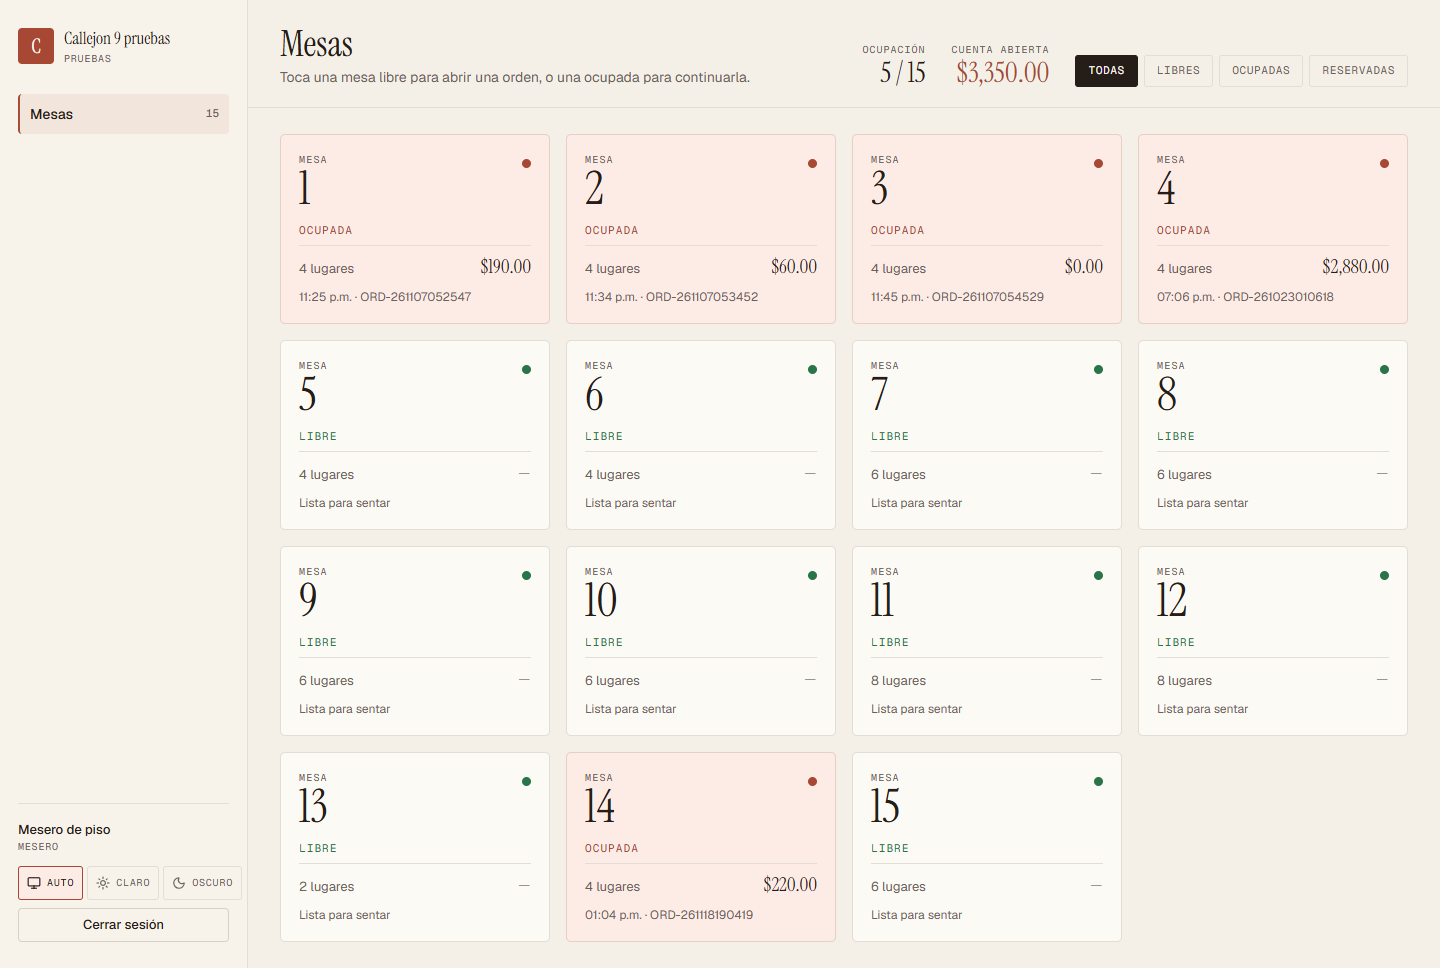 C
Callejon 9 pruebas
PRUEBAS
Mesas 15
Mesero de piso
MESERO
AUTO CLARO OSCURO
Cerrar sesión
Mesas
Toca una mesa libre para abrir una orden, o una ocupada para continuarla.
OCUPACIÓN
5 / 15
CUENTA ABIERTA
$3,350.00
TODAS LIBRES OCUPADAS RESERVADAS
MESA
1
OCUPADA
4 lugares $190.00
11:25 p.m. · ORD-261107052547
MESA
2
OCUPADA
4 lugares $60.00
11:34 p.m. · ORD-261107053452
MESA
3
OCUPADA
4 lugares $0.00
11:45 p.m. · ORD-261107054529
MESA
4
OCUPADA
4 lugares $2,880.00
07:06 p.m. · ORD-261023010618
MESA
5
LIBRE
4 lugares —
Lista para sentar
MESA
6
LIBRE
4 lugares —
Lista para sentar
MESA
7
LIBRE
6 lugares —
Lista para sentar
MESA
8
LIBRE
6 lugares —
Lista para sentar
MESA
9
LIBRE
6 lugares —
Lista para sentar
MESA
10
LIBRE
6 lugares —
Lista para sentar
MESA
11
LIBRE
8 lugares —
Lista para sentar
MESA
12
LIBRE
8 lugares —
Lista para sentar
MESA
13
LIBRE
2 lugares —
Lista para sentar
MESA
14
OCUPADA
4 lugares $220.00
01:04 p.m. · ORD-261118190419
MESA
15
LIBRE
6 lugares —
Lista para sentar